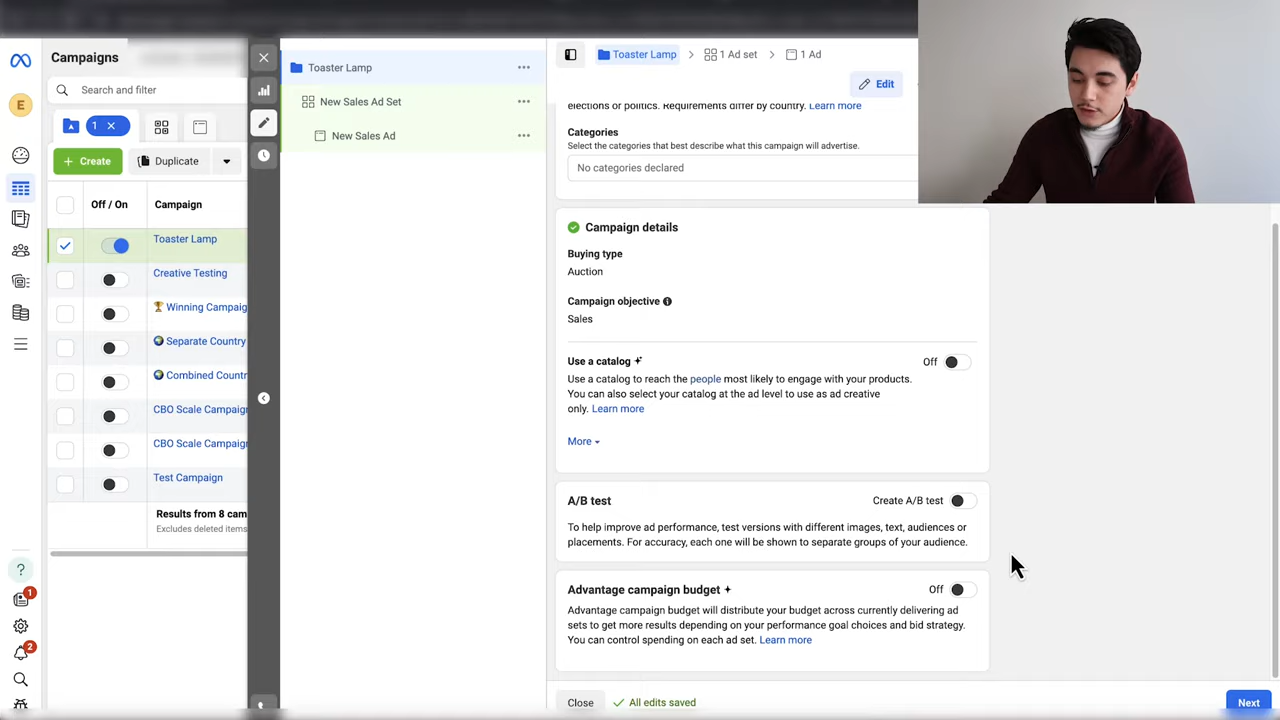 Campaigns
E
Search and filter
1
Create
Duplicate
Off / On
Campaign
Toaster Lamp
Creative Testing
🏆 Winning Campaig
🌍 Separate Country
🌍 Combined Countr
CBO Scale Campaig
CBO Scale Campaig
Test Campaign
Results from 8 cam
Excludes deleted items
1
2
?
Toaster Lamp
New Sales Ad Set
New Sales Ad
Toaster Lamp
1 Ad set
1 Ad
Edit
elections or politics. Requirements differ by country. Learn more
Categories
Select the categories that best describe what this campaign will advertise.
No categories declared
Campaign details
Buying type
Auction
Campaign objective
Sales
Use a catalog
Off
Use a catalog to reach the people most likely to engage with your products.
You can also select your catalog at the ad level to use as ad creative
only. Learn more
More
A/B test
Create A/B test
To help improve ad performance, test versions with different images, text, audiences or
placements. For accuracy, each one will be shown to separate groups of your audience.
Advantage campaign budget
Off
Advantage campaign budget will distribute your budget across currently delivering ad
sets to get more results depending on your performance goal choices and bid strategy.
You can control spending on each ad set. Learn more
Close
All edits saved
Next